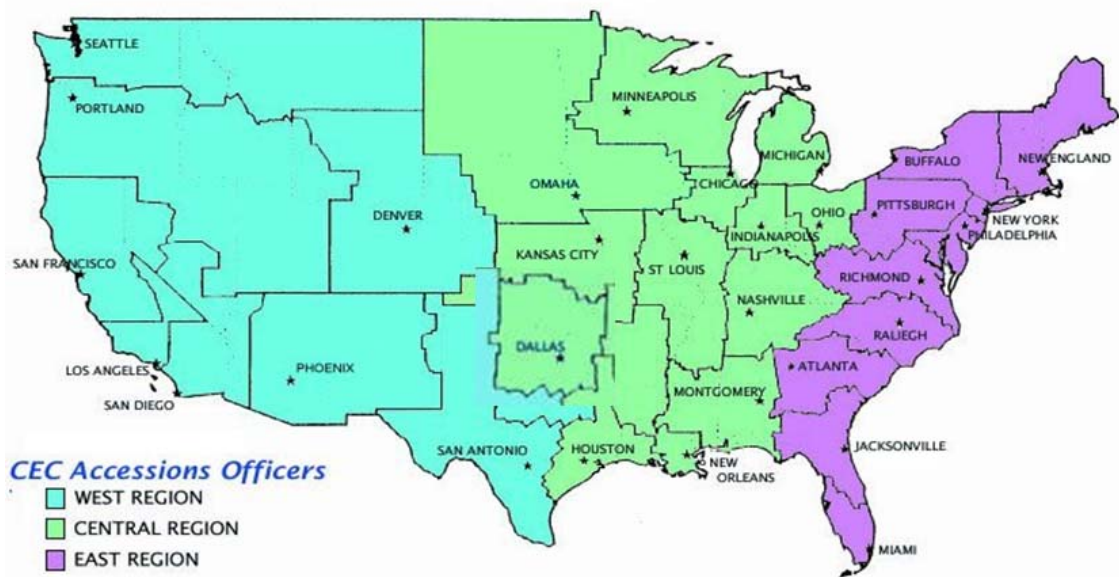 SEATTLE
PORTLAND
MINNEAPOLIS
MICHIGAN
BUFFALO
NEW ENGLAND
OMAHA
CHICAGO
PITTSBURGH
OHIO
NEW YORK
DENVER
INDIANAPOLIS
PHILADELPHIA
KANSAS CITY
SAN FRANCISCO
ST LOUIS
RICHMOND
NASHVILLE
RALIEGH
DALLAS
PHOENIX
ATLANTA
LOS ANGELES
SAN DIEGO
MONTGOMERY
SAN ANTONIO
HOUSTON
JACKSONVILLE
NEW
ORLEANS
MIAMI
CEC Accessions Officers
WEST REGION
CENTRAL REGION
EAST REGION